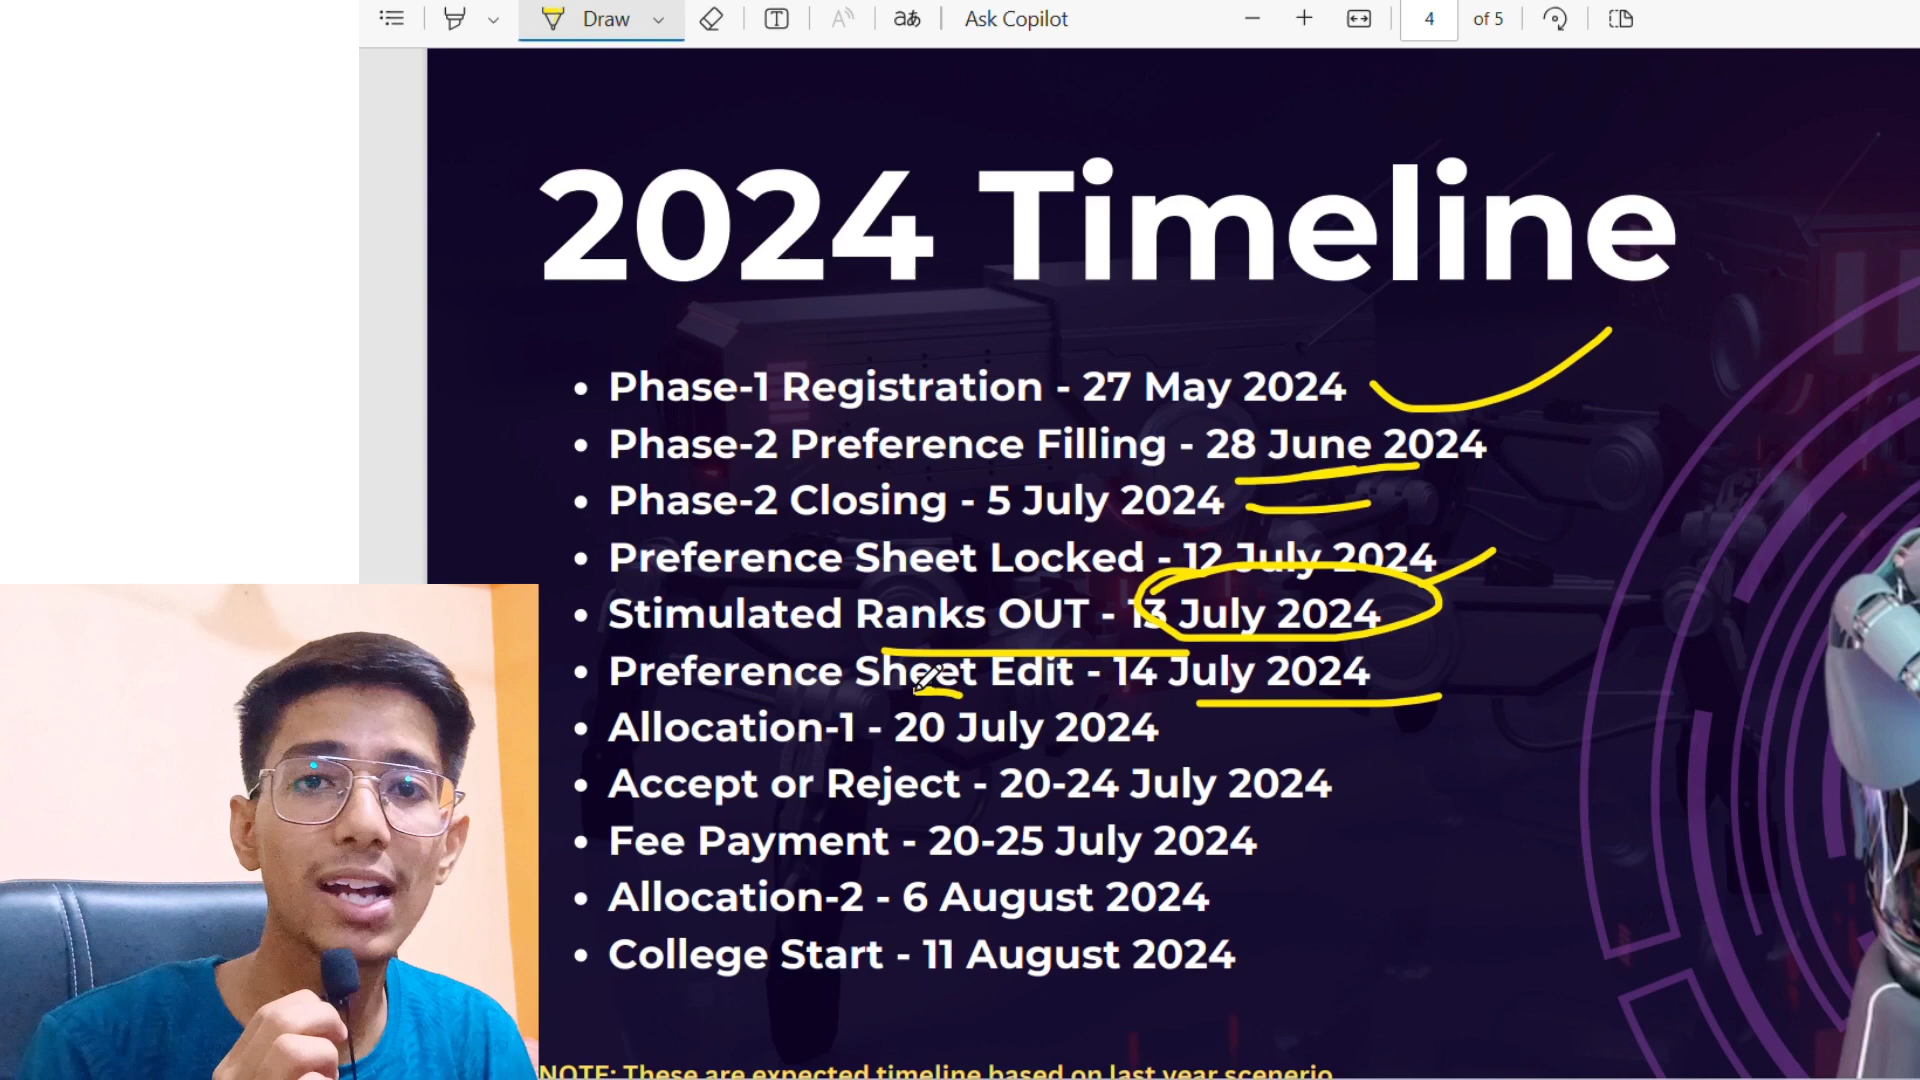 Draw
Ask Copilot
4 of 5
2024 Timeline
• Phase-1 Registration - 27 May 2024
• Phase-2 Preference Filling - 28 June 2024
• Phase-2 Closing - 5 July 2024
• Preference Sheet Locked - 12 July 2024
• Stimulated Ranks OUT - 13 July 2024
• Preference Sheet Edit - 14 July 2024
• Allocation-1 - 20 July 2024
• Accept or Reject - 20-24 July 2024
• Fee Payment - 20-25 July 2024
• Allocation-2 - 6 August 2024
• College Start - 11 August 2024
NOTE: These are expected timeline based on last year scenerio